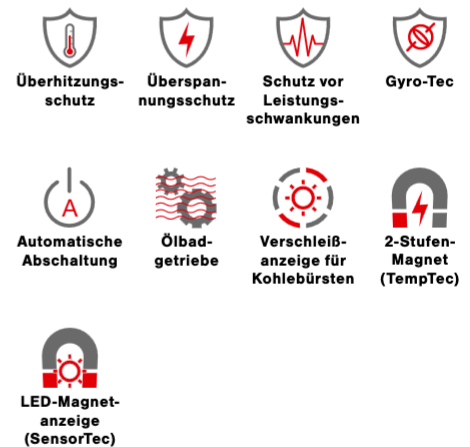 Überhitzungs-
schutz
Überspan-
nungsschutz
Schutz vor
Leistungs-
schwankungen
Gyro-Tec
A
Automatische
Abschaltung
Ölbad-
getriebe
Verschleiß-
anzeige für
Kohlebürsten
2-Stufen-
Magnet
(TempTec)
LED-Magnet-
anzeige
(SensorTec)